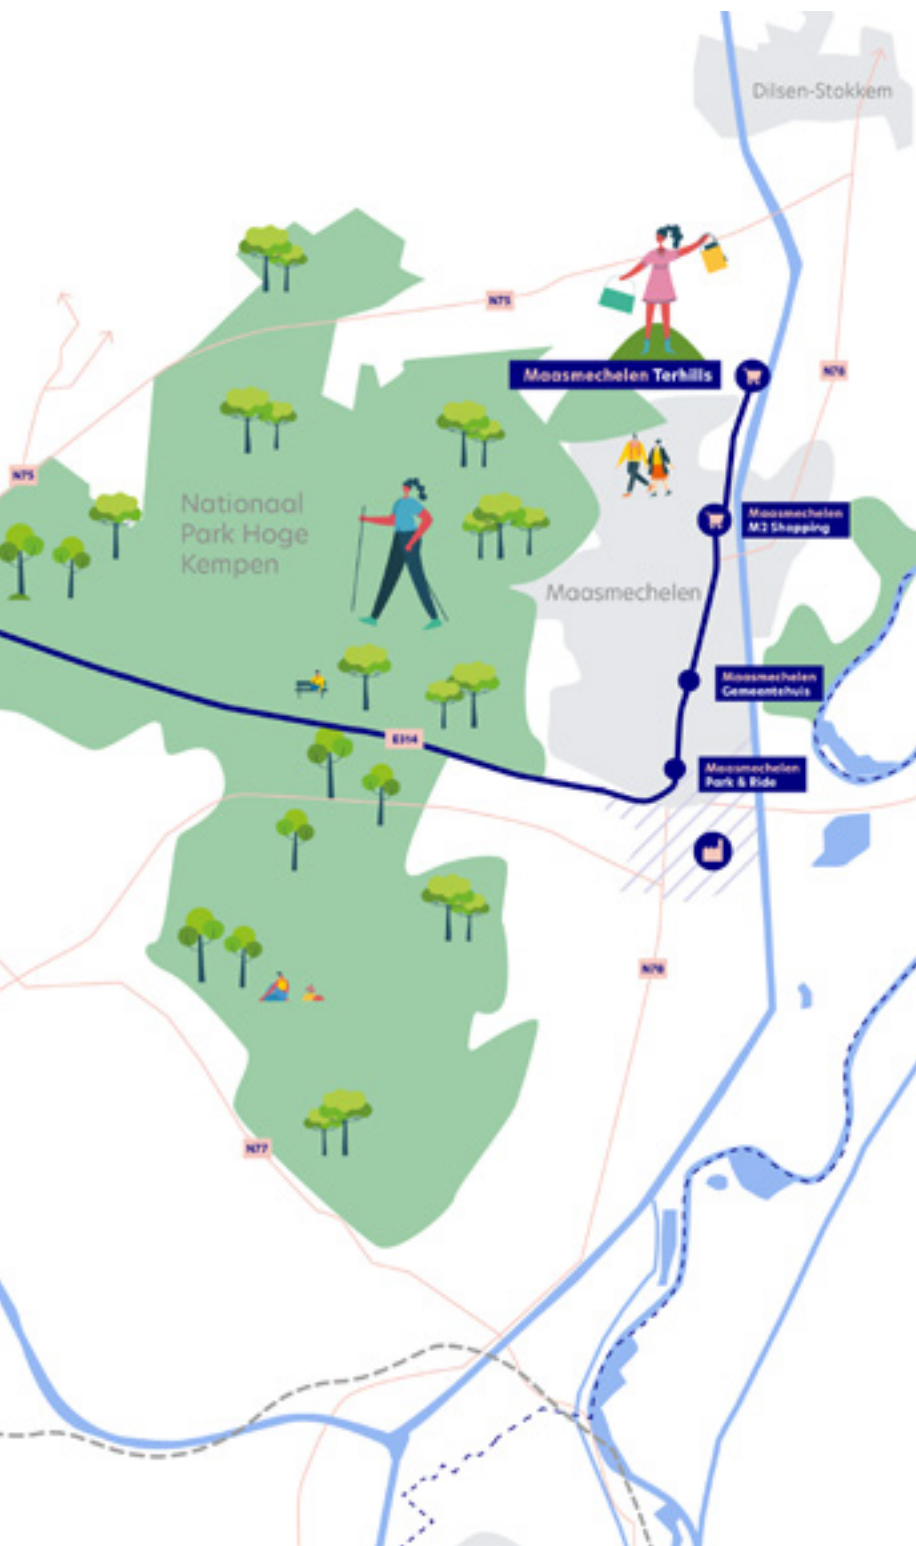 Dilsen-Stokkem
N75
Maasmechelen Terhills
N76
N75
Nationaal
Park Hoge
Kempen
Maasmechelen
M2 Shopping
Maasmechelen
Maasmechelen
Gemeentehuis
E314
Maasmechelen
Park & Ride
N78
N77